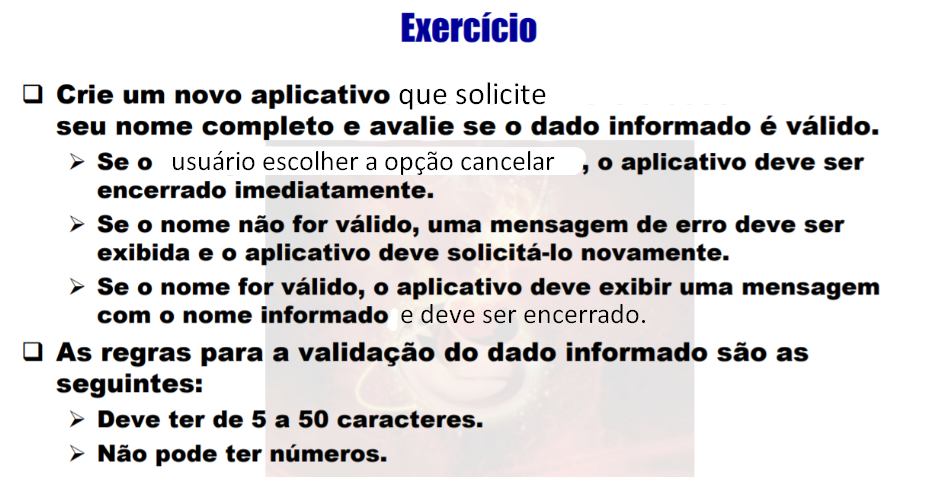 Exercício
Crie um novo aplicativo que solicite
seu nome completo e avalie se o dado informado é válido.
Se o usuário escolher a opção cancelar , o aplicativo deve ser
encerrado imediatamente.
Se o nome não for válido, uma mensagem de erro deve ser
exibida e o aplicativo deve solicitá-lo novamente.
Se o nome for válido, o aplicativo deve exibir uma mensagem
com o nome informado e deve ser encerrado.
As regras para a validação do dado informado são as
seguintes:
Deve ter de 5 a 50 caracteres.
Não pode ter números.